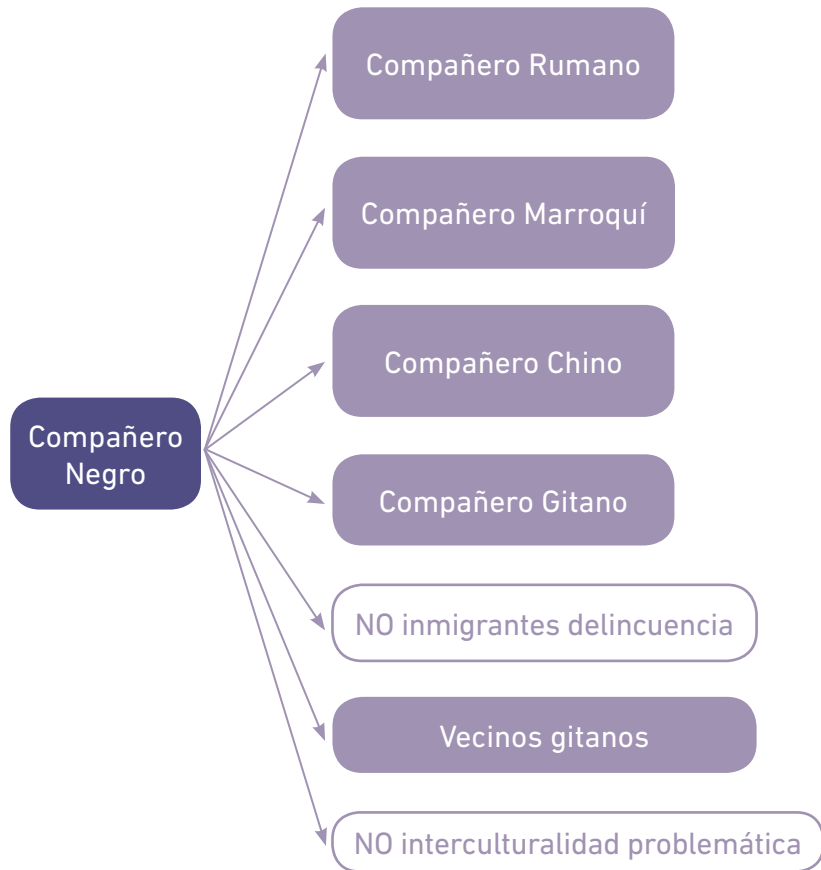 Compañero Rumano
Compañero Marroquí
Compañero Chino
Compañero
Negro
Compañero Gitano
NO inmigrantes delincuencia
Vecinos gitanos
NO interculturalidad problemática